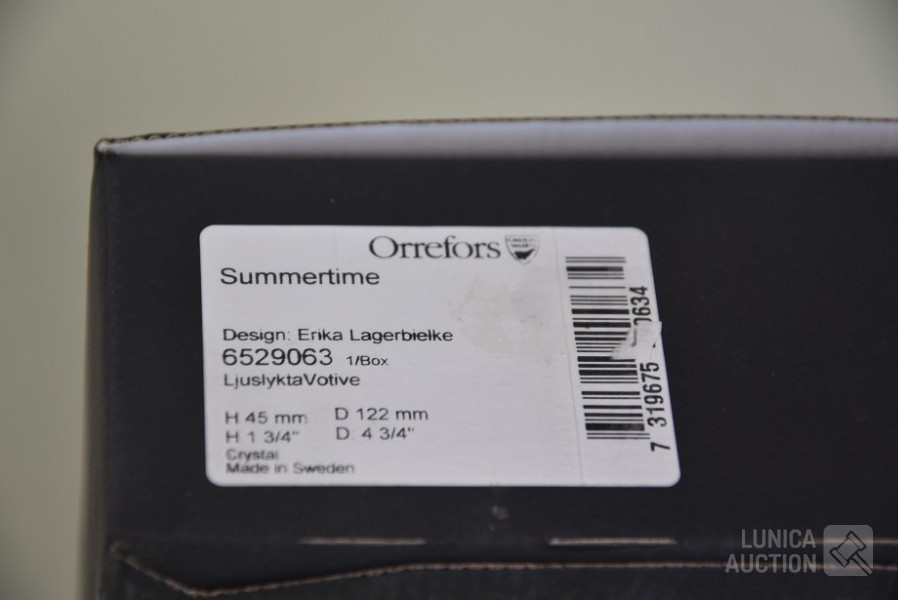 Orrefors
Summertime
Design: Erika Lagerbielke
6529063 1/Box
LjuslyktaVotive
H 45 mm D 122 mm
H 1 3/4" D. 4 3/4"
Crystal
Made in Sweden
7 319675 0634
LUNICA
AUCTION